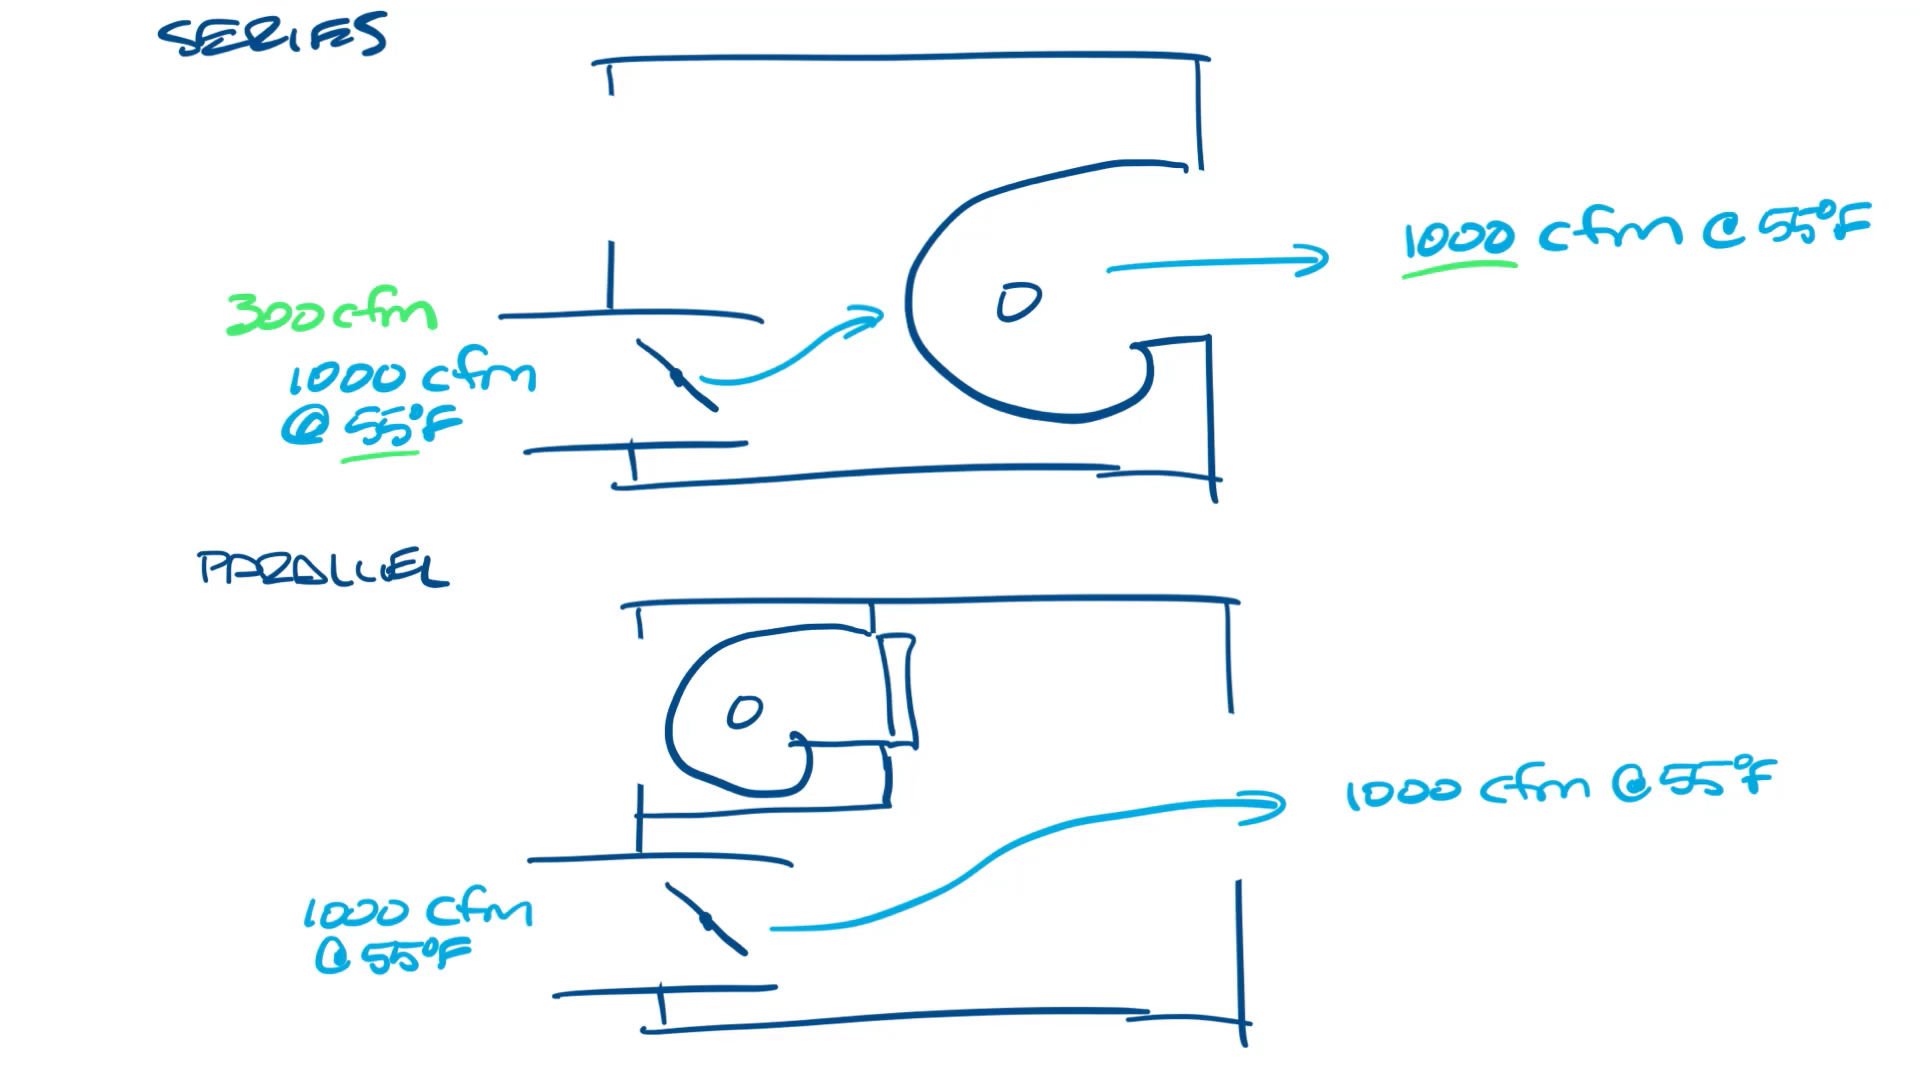 SERIES
1000 cfm @ 55°F
300 cfm
1000 cfm
@ 55°F
PARALLEL
1000 cfm @ 55°F
1000 cfm
@ 55°F